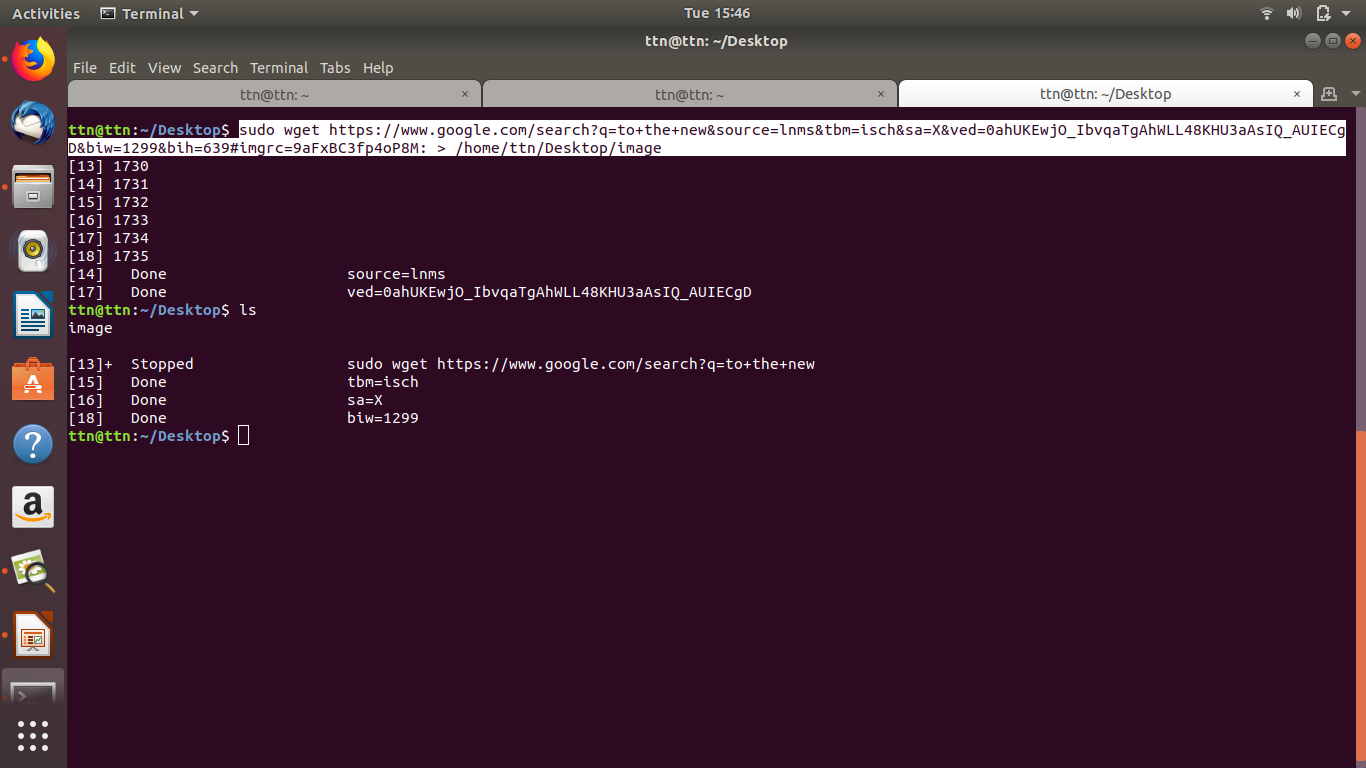 Activities Terminal Tue 15:46
ttn@ttn: ~/Desktop
File Edit View Search Terminal Tabs Help
ttn@ttn: ~ × ttn@ttn: ~ × ttn@ttn: ~/Desktop ×
ttn@ttn:~/Desktop$ sudo wget https://www.google.com/search?q=to+the+new&source=lnms&tbm=isch&sa=X&ved=0ahUKEwjO_IbvqaTgAhWLL48KHU3aAsIQ_AUIECg
D&biw=1299&bih=639#imgrc=9aFxBC3fp4oP8M: > /home/ttn/Desktop/image
[13] 1730
[14] 1731
[15] 1732
[16] 1733
[17] 1734
[18] 1735
[14]   Done                    source=lnms
[17]   Done                    ved=0ahUKEwjO_IbvqaTgAhWLL48KHU3aAsIQ_AUIECgD
ttn@ttn:~/Desktop$ ls
image
[13]+  Stopped                 sudo wget https://www.google.com/search?q=to+the+new
[15]   Done                    tbm=isch
[16]   Done                    sa=X
[18]   Done                    biw=1299
ttn@ttn:~/Desktop$